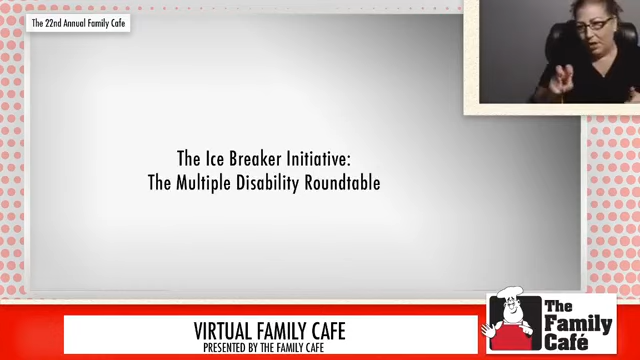 The 22nd Annual Family Cafe
The Ice Breaker Initiative:
The Multiple Disability Roundtable
VIRTUAL FAMILY CAFE
PRESENTED BY THE FAMILY CAFE
The
Family
Café